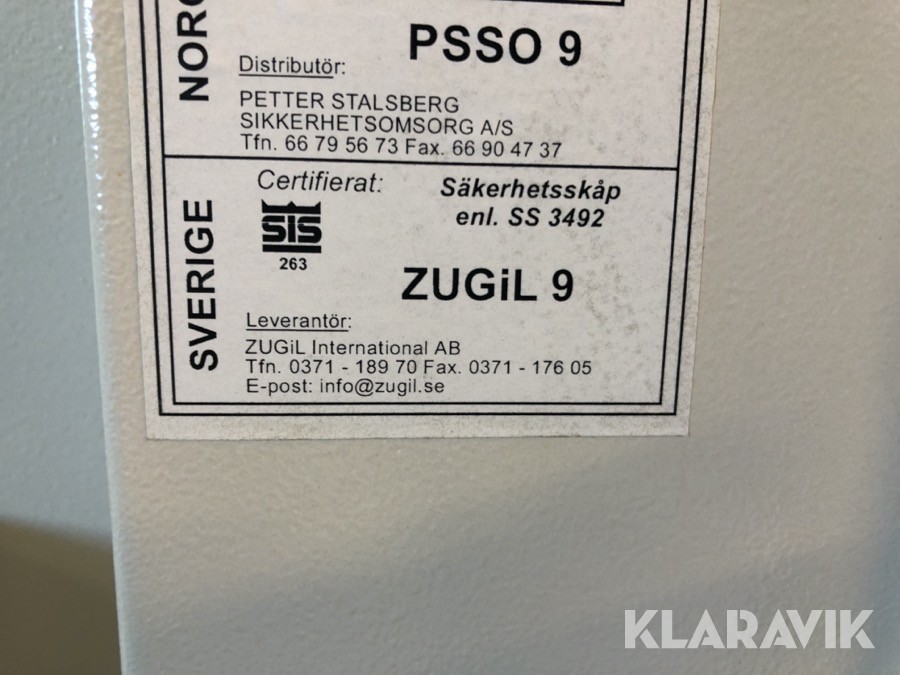 NORG
PSSO 9
Distributör:
PETTER STALSBERG
SIKKERHETSOMSORG A/S
Tfn. 66 79 56 73 Fax. 66 90 47 37
SVERIGE
Certifierat:
SIS
263
Säkerhetsskåp
enl. SS 3492
ZUGiL 9
Leverantör:
ZUGiL International AB
Tfn. 0371 - 189 70 Fax. 0371 - 176 05
E-post: info@zugil.se
KLARAVIK